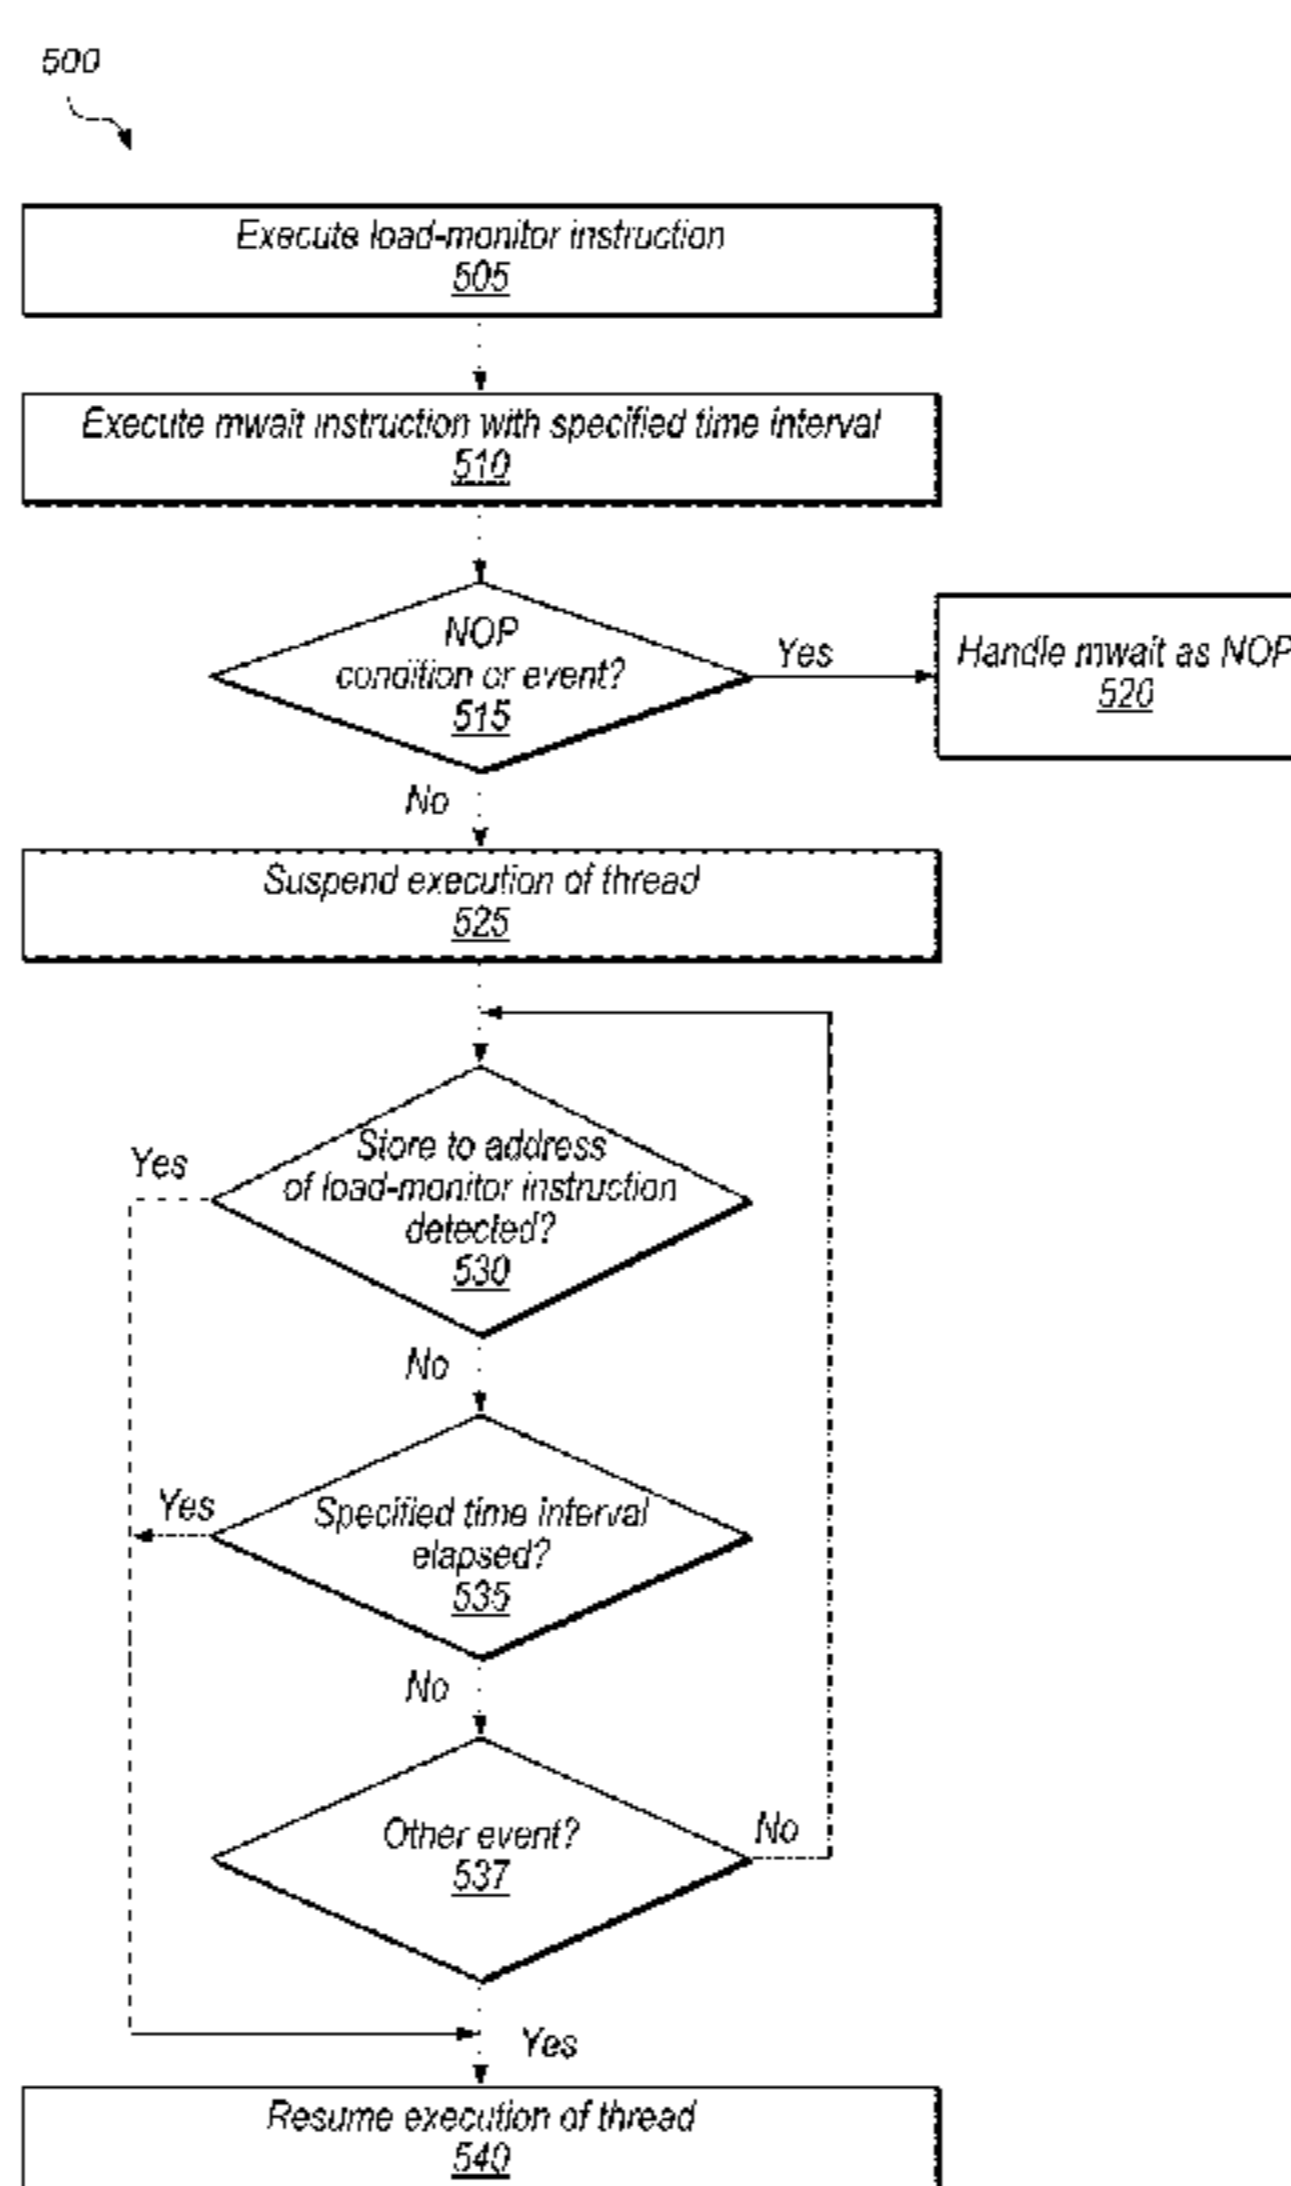 500
Execute load-monitor instruction
505
Execute mwait instruction with specified time interval
510
NOP
condition or event?
515
Yes
Handle mwait as NOP
520
No
Suspend execution of thread
525
Yes
Store to address
of load-monitor instruction
detected?
530
No
Yes
Specified time interval
elapsed?
535
No
Other event?
537
No
Yes
Resume execution of thread
540